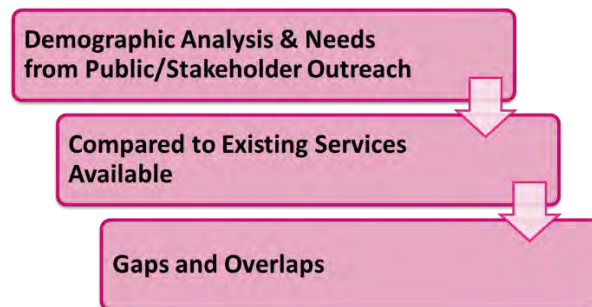 Demographic Analysis & Needs
from Public/Stakeholder Outreach
Compared to Existing Services
Available
Gaps and Overlaps